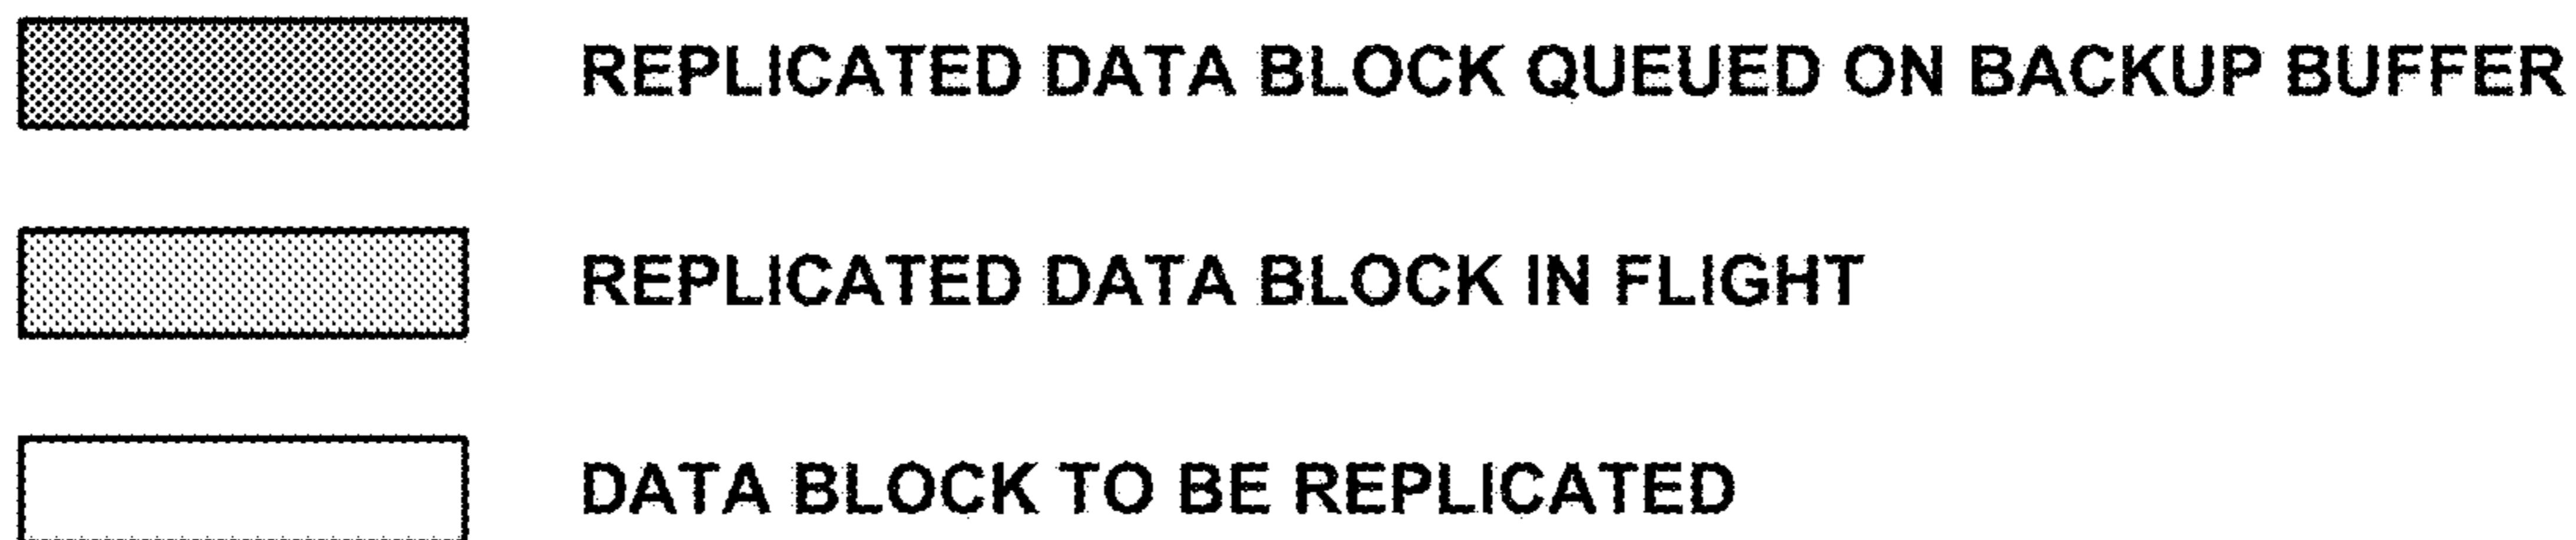 REPLICATED DATA BLOCK QUEUED ON BACKUP BUFFER
REPLICATED DATA BLOCK IN FLIGHT
DATA BLOCK TO BE REPLICATED